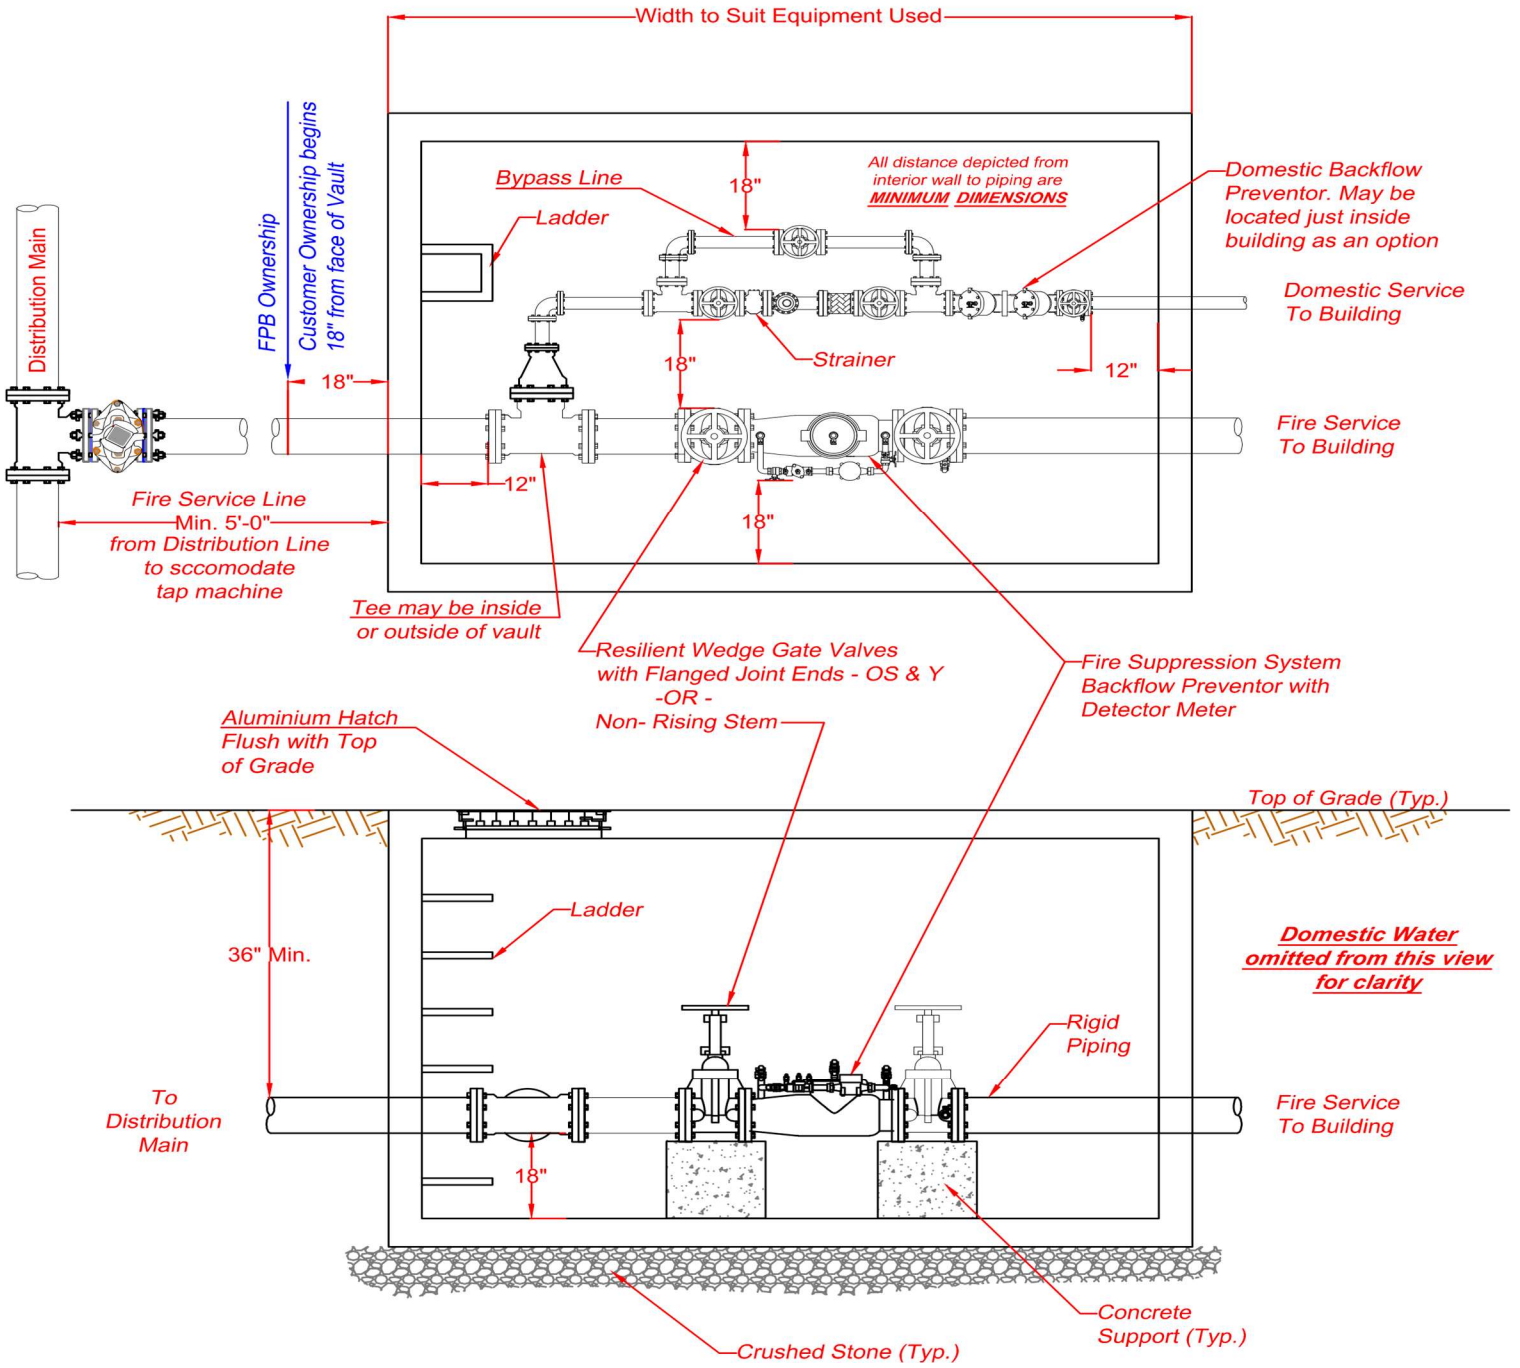 Width to Suit Equipment Used
FPB Ownership
Customer Ownership begins
18" from face of Vault
Distribution Main
Bypass Line
Ladder
18"
All distance depicted from
interior wall to piping are
MINIMUM DIMENSIONS
Domestic Backflow
Preventor. May be
located just inside
building as an option
Domestic Service
To Building
18"
Strainer
12"
18"
Fire Service
To Building
12"
18"
Fire Service Line
Min. 5'-0"
from Distribution Line
to sccomodate
tap machine
Tee may be inside
or outside of vault
Resilient Wedge Gate Valves
with Flanged Joint Ends - OS & Y
-OR -
Non- Rising Stem
Fire Suppression System
Backflow Preventor with
Detector Meter
Aluminium Hatch
Flush with Top
of Grade
Top of Grade (Typ.)
Ladder
36" Min.
Domestic Water
omitted from this view
for clarity
Rigid
Piping
To
Distribution
Main
Fire Service
To Building
18"
Concrete
Support (Typ.)
Crushed Stone (Typ.)